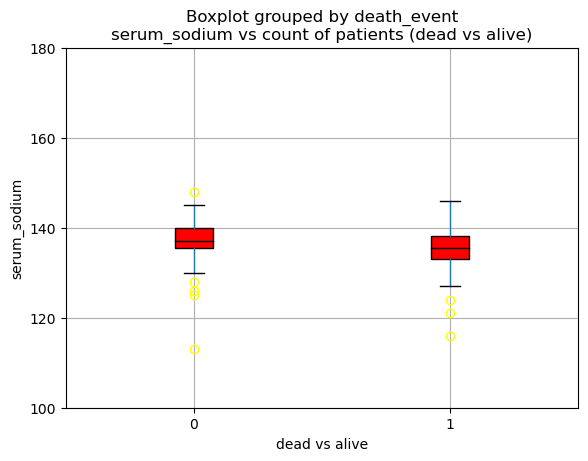 Boxplot grouped by death_event
serum_sodium vs count of patients (dead vs alive)
180
160
140
120
100
serum_sodium
0
1
dead vs alive